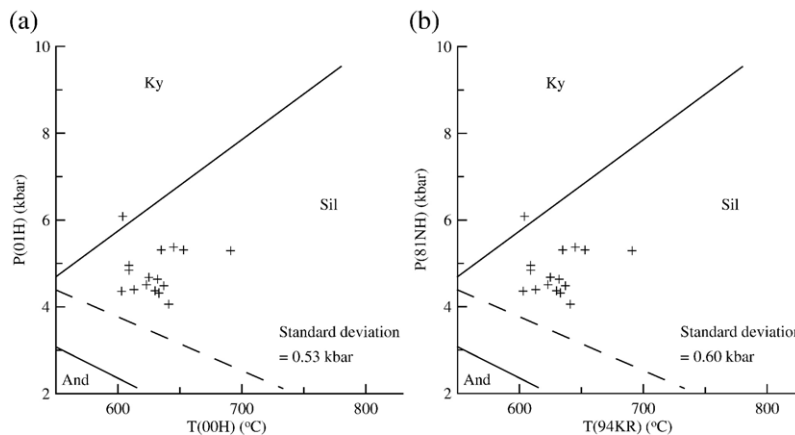 (a)
10
8
6
4
2
P(01H) (kbar)
Ky
Sil
And
Standard deviation
= 0.53 kbar
600
700
800
T(00H) (°C)
(b)
10
8
6
4
2
P(81NH) (kbar)
Ky
Sil
And
Standard deviation
= 0.60 kbar
600
700
800
T(94KR) (°C)